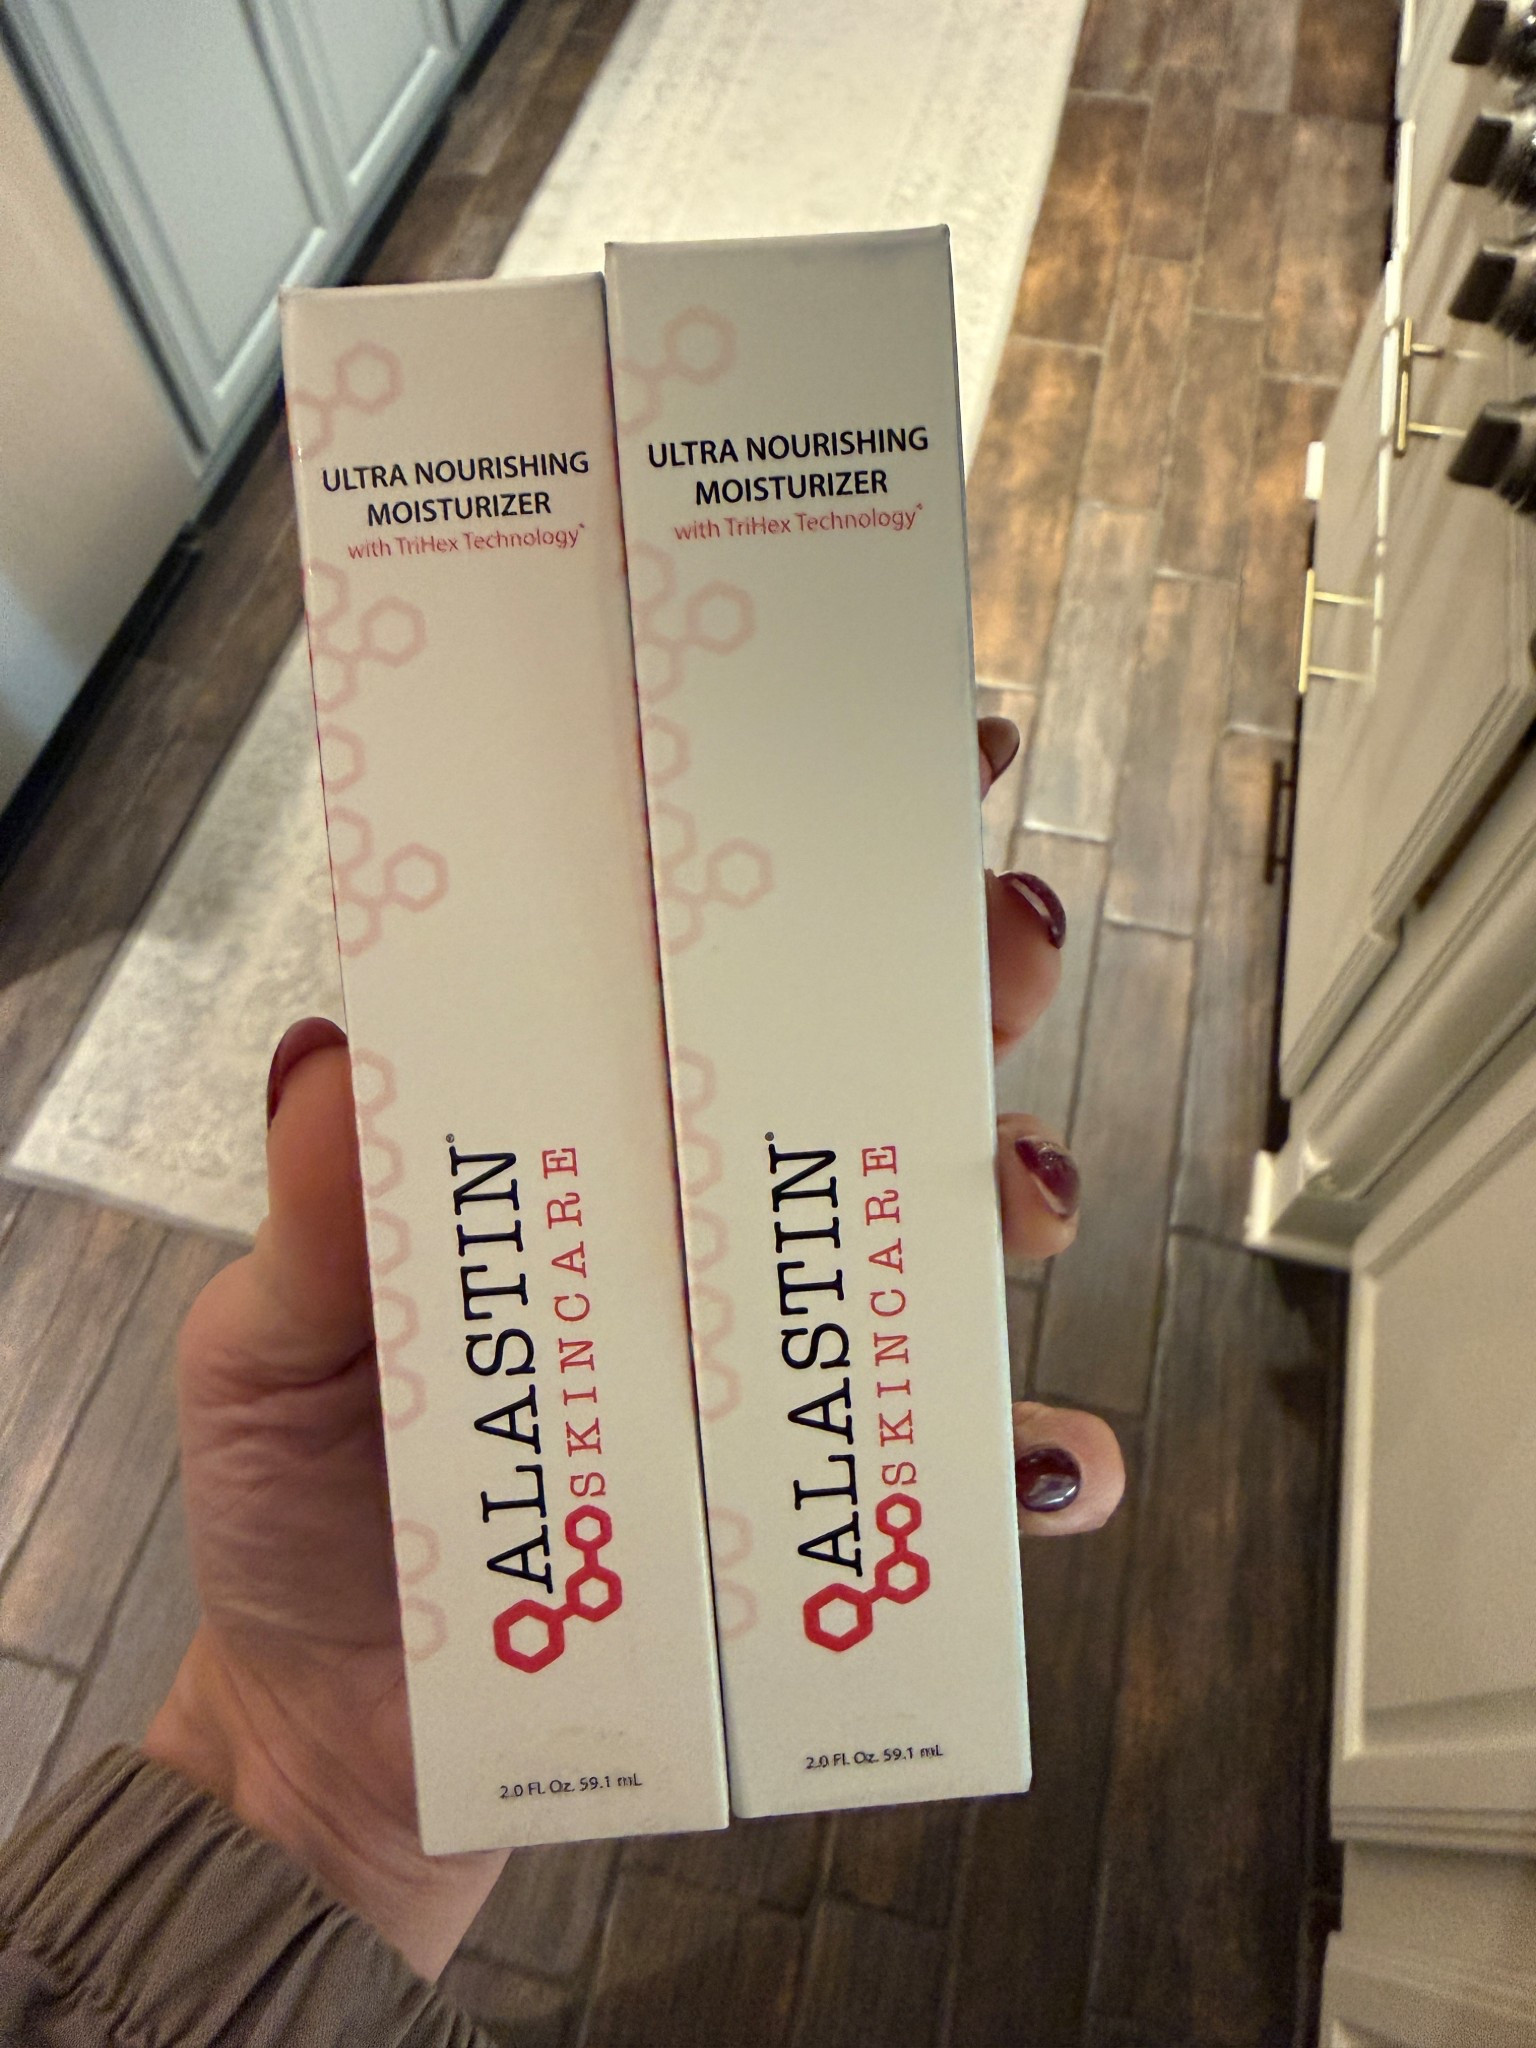 ULTRA NOURISHING
MOISTURIZER
with TriHex Technology®
ALASTIN®
SKINCARE
2.0 Fl. Oz. 59.1 mL
ULTRA NOURISHING
MOISTURIZER
with TriHex Technology®
ALASTIN®
SKINCARE
2.0 Fl. Oz. 59.1 mL